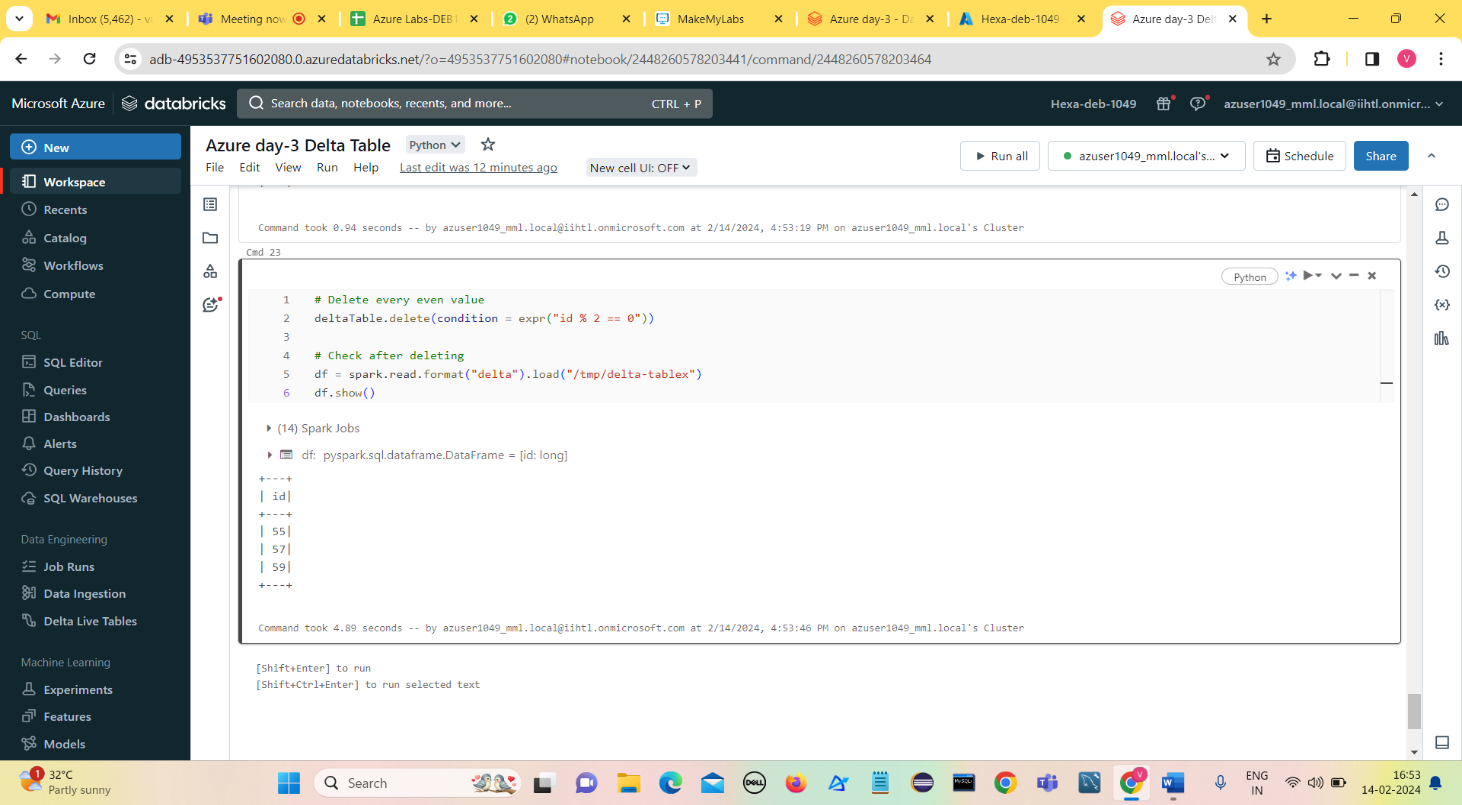 Inbox (5,462) - v
Meeting now
Azure Labs-DEB1
2 (2) WhatsApp
MakeMyLabs
Azure day-3 - Da
Hexa-deb-1049
Azure day-3 Delt
adb-4953537751602080.0.azuredatabricks.net/?o=4953537751602080#notebook/2448260578203441/command/2448260578203464
V
Microsoft Azure
databricks
Search data, notebooks, recents, and more...
CTRL + P
Hexa-deb-1049
azuser1049_mml.local@iihtl.onmicr...
New
Workspace
Recents
Catalog
Workflows
Compute
SQL
SQL Editor
Queries
Dashboards
Alerts
Query History
SQL Warehouses
Data Engineering
Job Runs
Data Ingestion
Delta Live Tables
Machine Learning
Experiments
Features
Models
Azure day-3 Delta Table
Python
File Edit View Run Help Last edit was 12 minutes ago
New cell UI: OFF
Run all
azuser1049_mml.local's...
Schedule
Share
Command took 0.94 seconds -- by azuser1049_mml.local@iihtl.onmicrosoft.com at 2/14/2024, 4:53:19 PM on azuser1049_mml.local's Cluster
Cmd 23
Python
1 # Delete every even value
2 deltaTable.delete(condition = expr("id % 2 == 0"))
3
4 # Check after deleting
5 df = spark.read.format("delta").load("/tmp/delta-tablex")
6 df.show()
(14) Spark Jobs
df: pyspark.sql.dataframe.DataFrame = [id: long]
+---+
| id|
+---+
| 55|
| 57|
| 59|
+---+
Command took 4.89 seconds -- by azuser1049_mml.local@iihtl.onmicrosoft.com at 2/14/2024, 4:53:46 PM on azuser1049_mml.local's Cluster
[Shift+Enter] to run
[Shift+Ctrl+Enter] to run selected text
1
32°C
Partly sunny
Search
DELL
MySQL
V
W
ENG
IN
16:53
14-02-2024